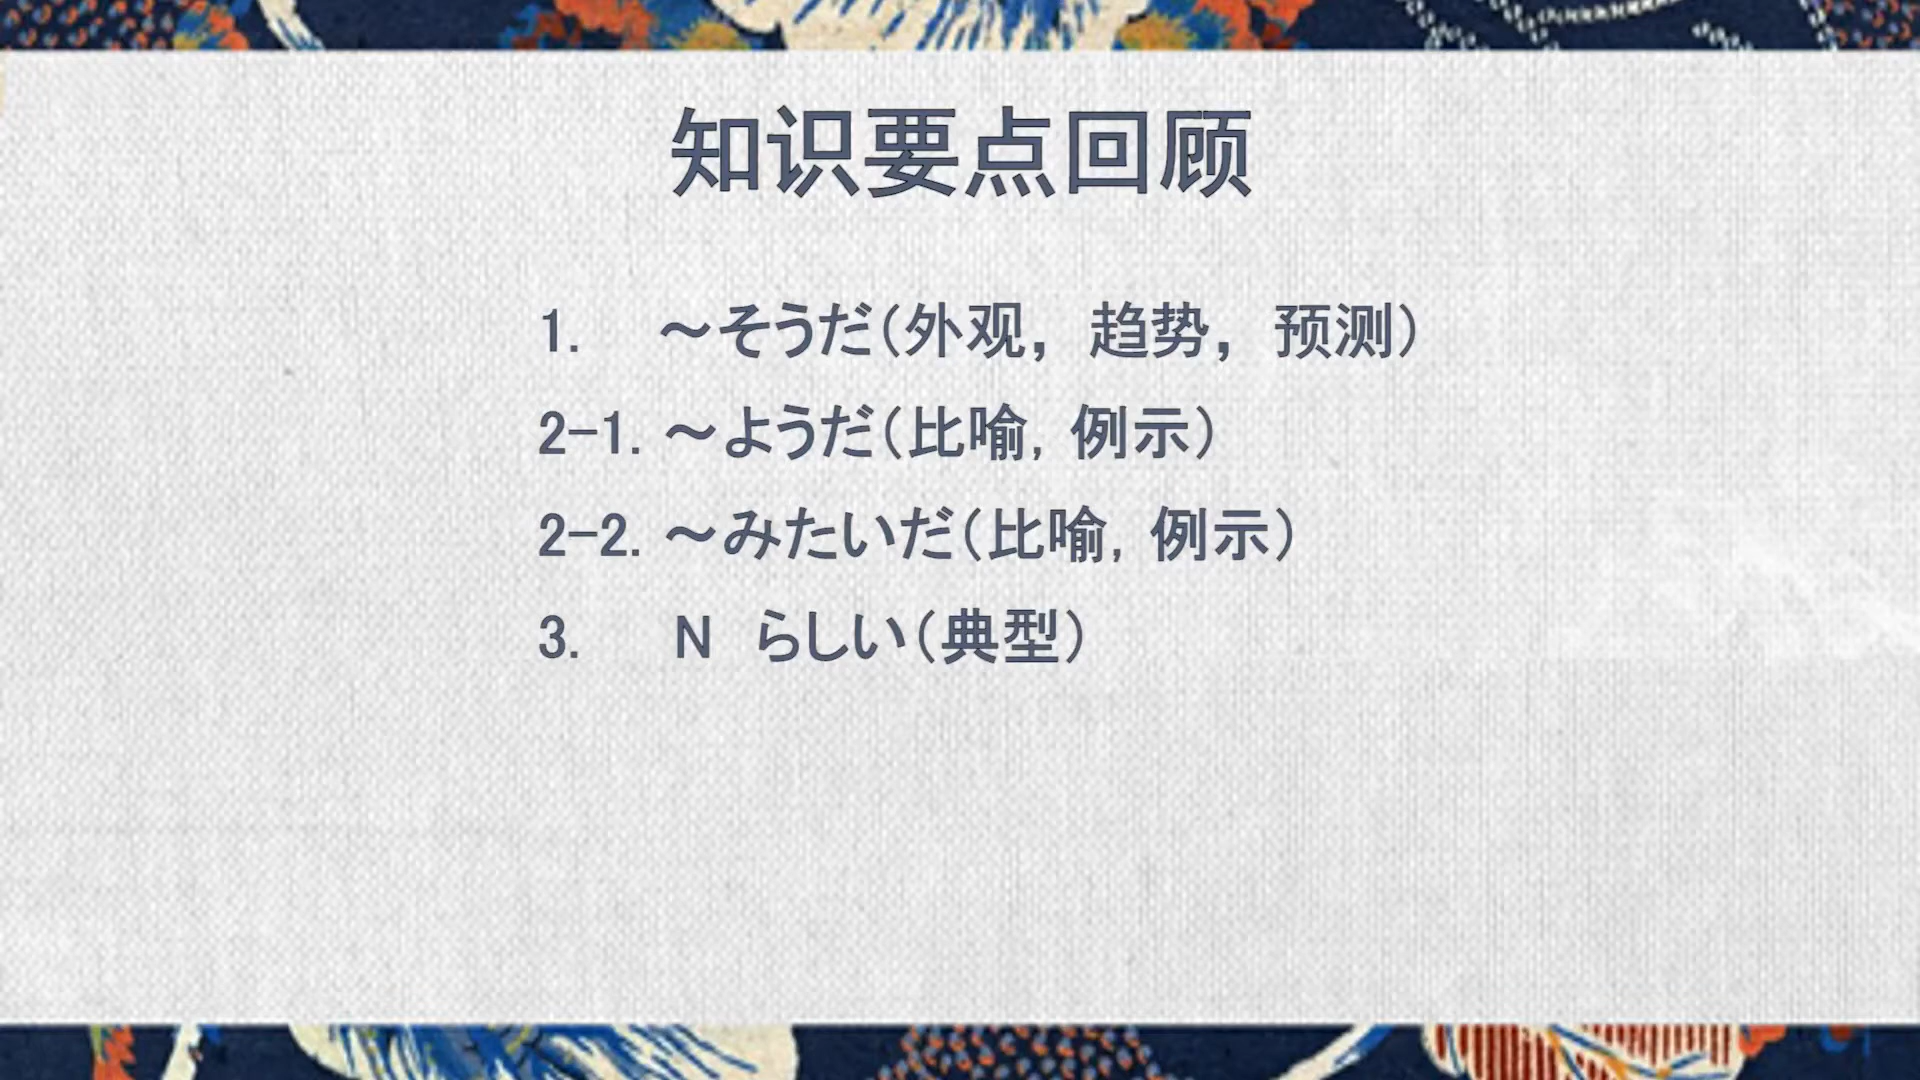 知识要点回顾
1. ～そうだ（外观，趋势，预测）
2-1. ～ようだ（比喻, 例示）
2-2. ～みたいだ（比喻, 例示）
3. N らしい（典型）